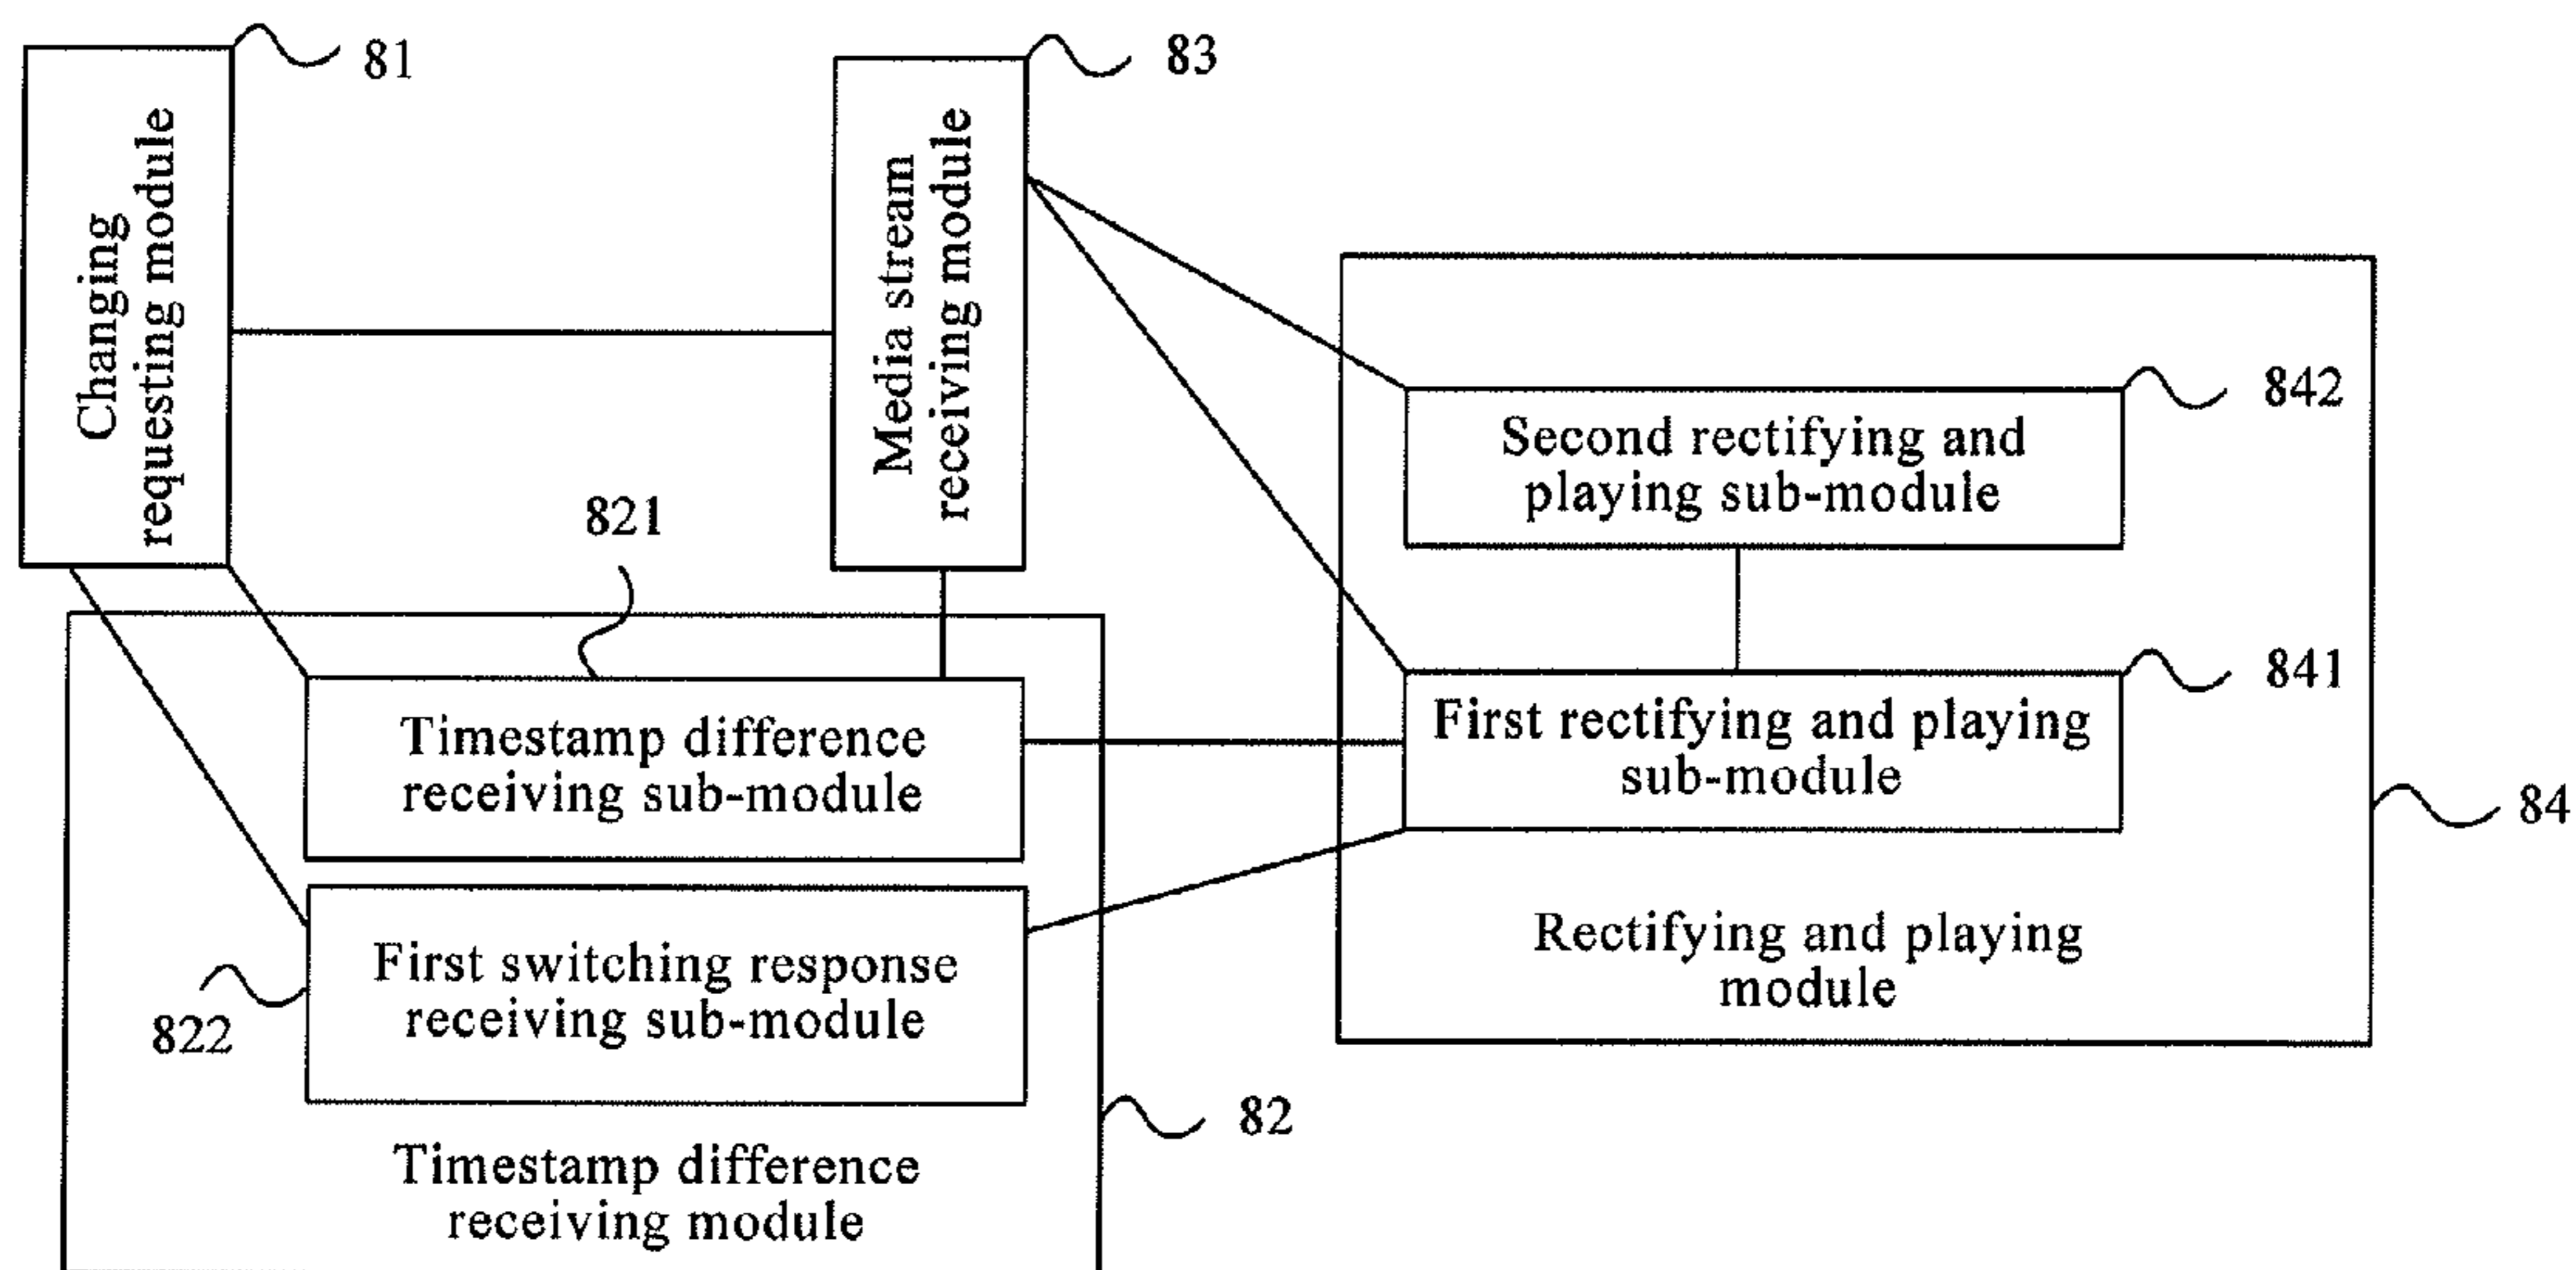 81
Changing
requesting module
83
Media stream
receiving module
842
Second rectifying and
playing sub-module
821
841
First rectifying and playing
sub-module
Timestamp difference
receiving sub-module
84
First switching response
receiving sub-module
822
Rectifying and playing
module
82
Timestamp difference
receiving module